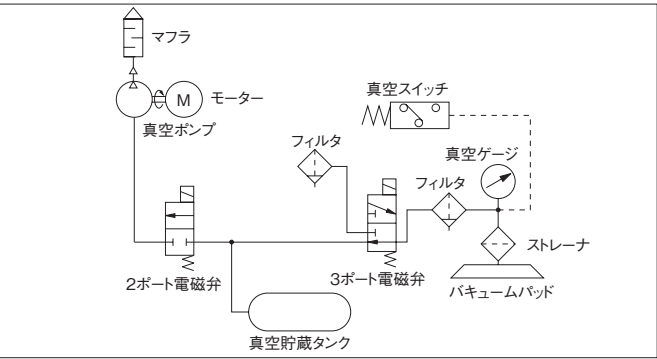 マフラ
M
モーター
真空ポンプ
真空スイッチ
フィルタ
真空ゲージ
フィルタ
ストレーナ
2ポート電磁弁
3ポート電磁弁
バキュームパッド
真空貯蔵タンク